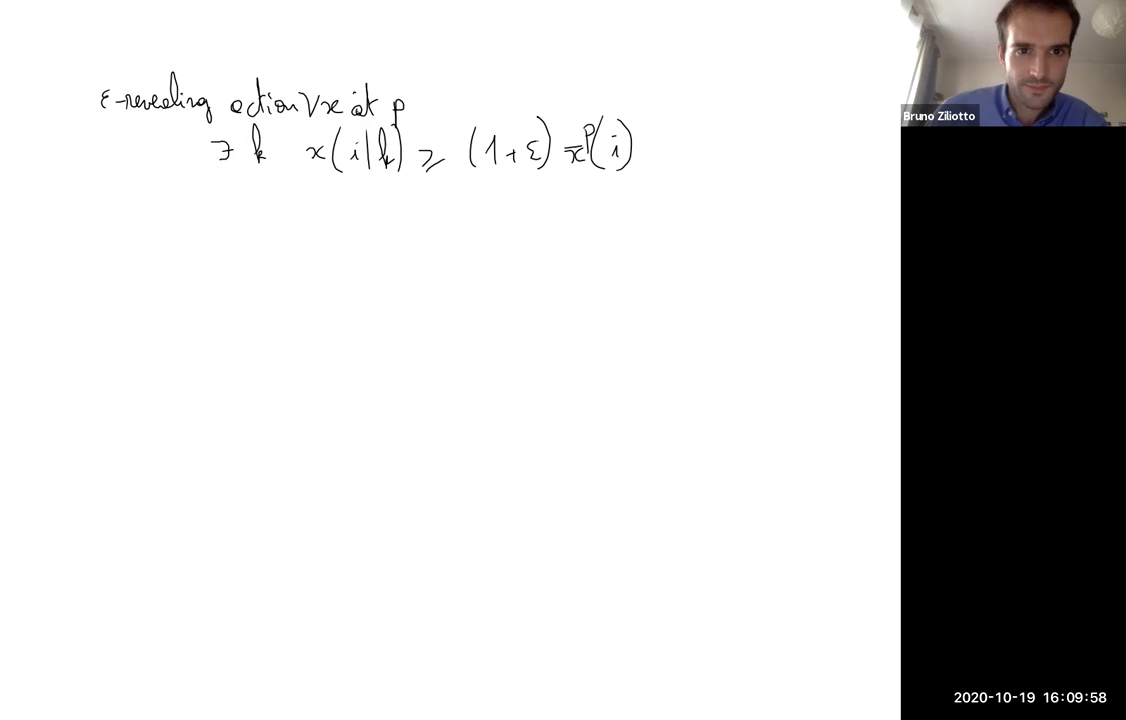 ε-revealing action ∀x at p
∃ k x(i|k) ⩾ (1+ε) x̄ᵖ(i)
Bruno Ziliotto
2020-10-19 16:09:58